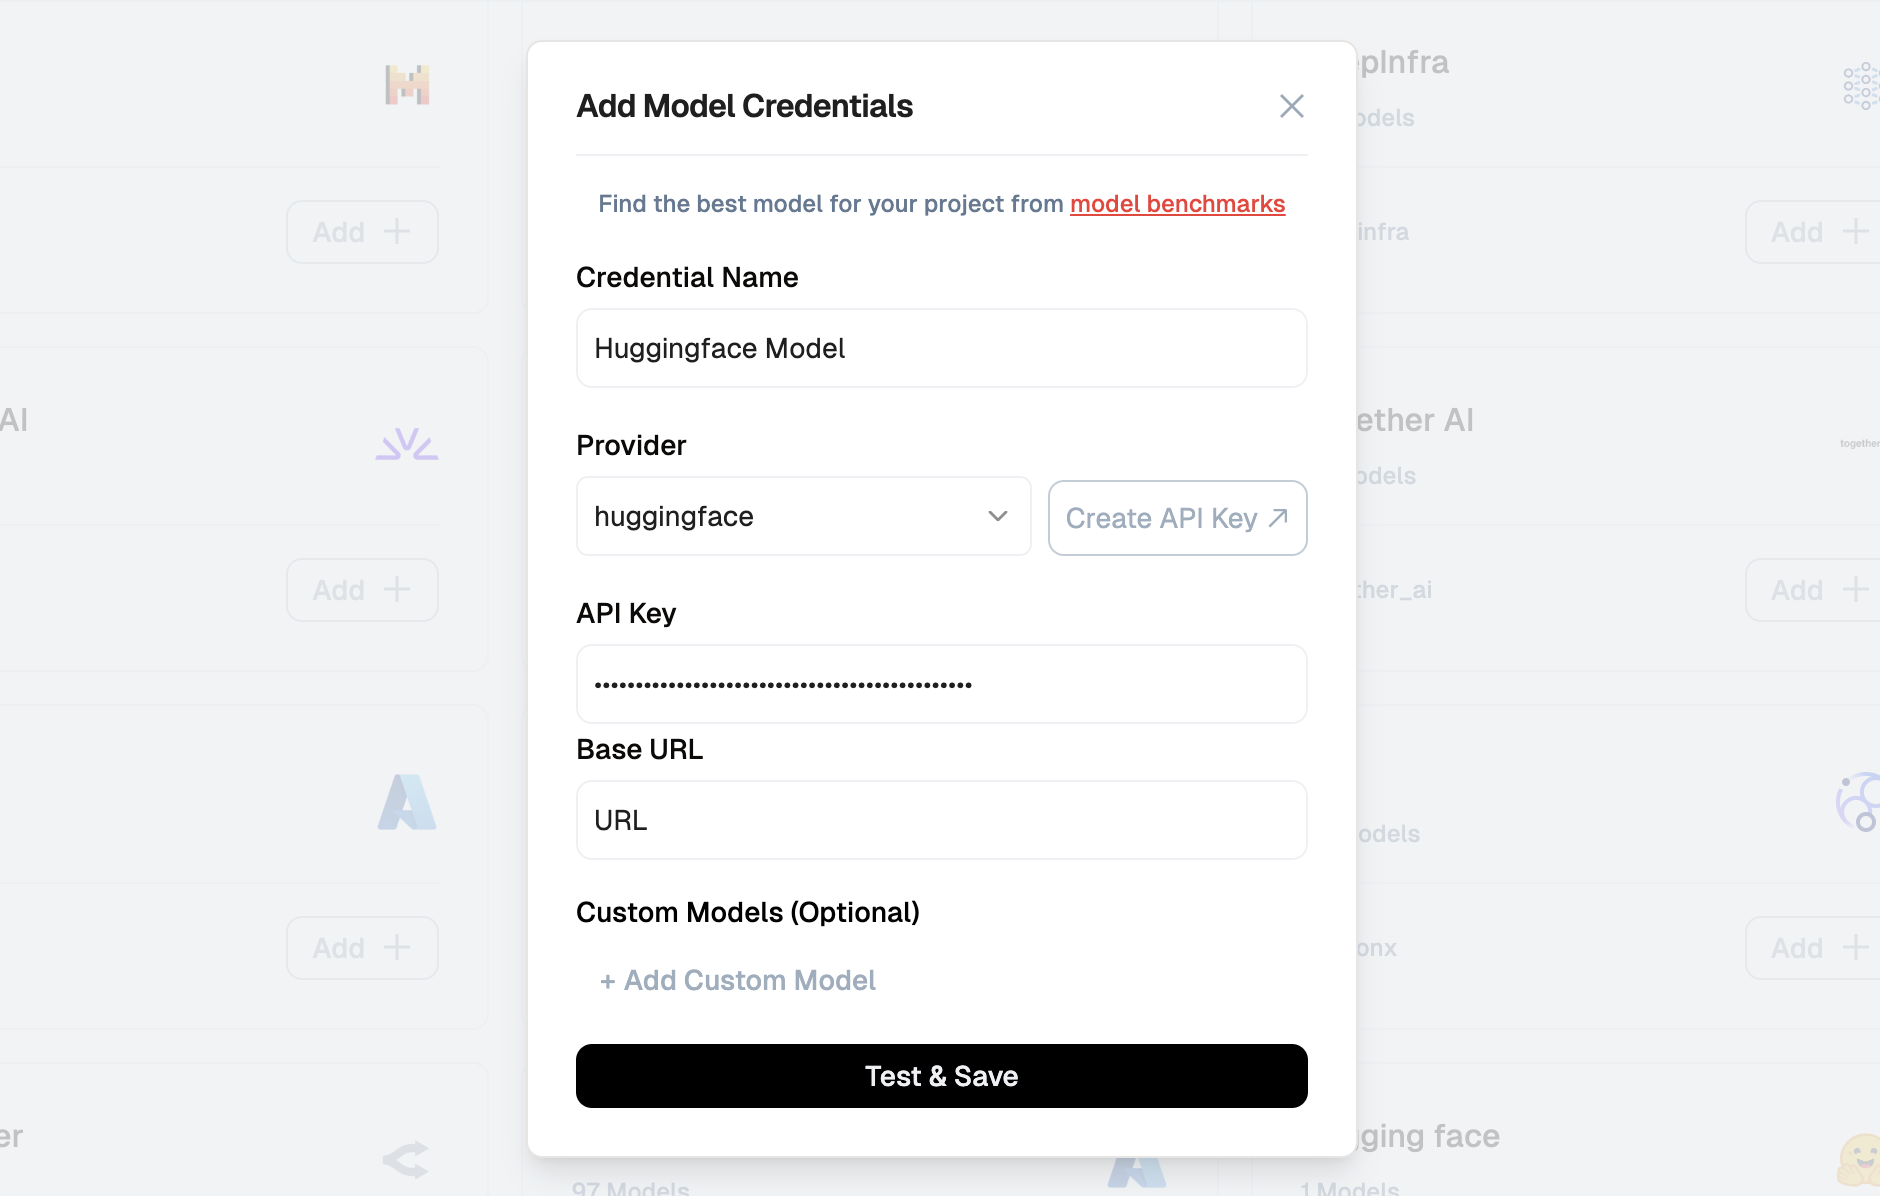 Add Model Credentials
Find the best model for your project from model benchmarks
Credential Name
Huggingface Model
Provider
huggingface
Create API Key
API Key
Base URL
URL
Custom Models (Optional)
+ Add Custom Model
Test & Save
Add +
AI
Add +
Add +
er
97 Models
pInfra
odels
infra
Add +
ether AI
together
odels
ther_ai
Add +
odels
onx
Add +
ging face
1 Models